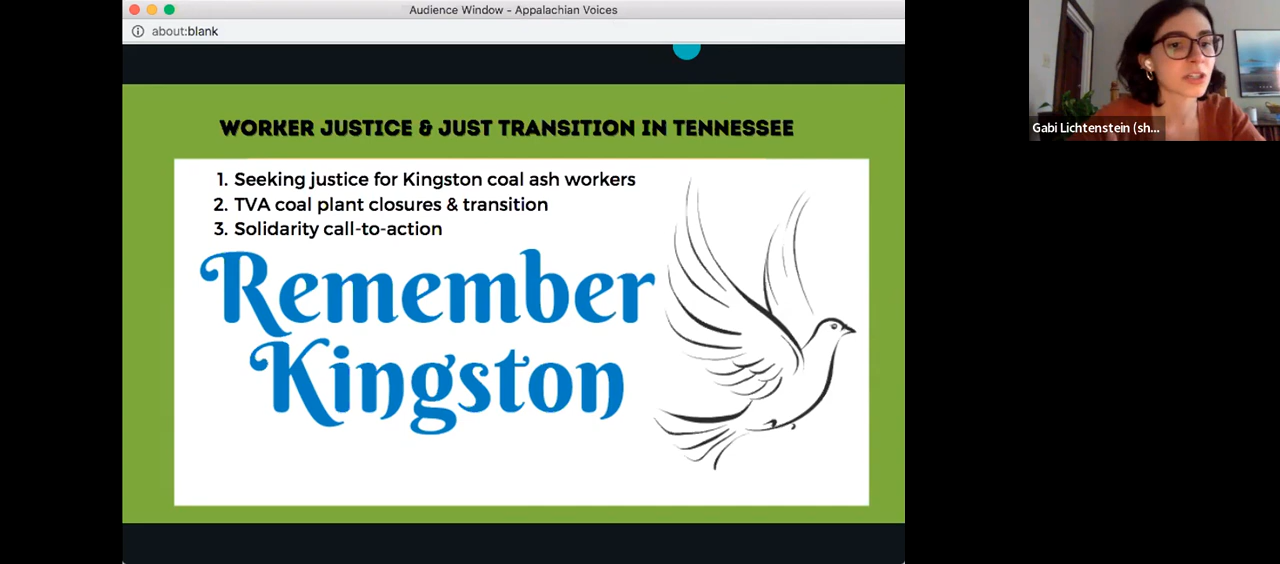 Audience Window - Appalachian Voices
about:blank
WORKER JUSTICE & JUST TRANSITION IN TENNESSEE
1. Seeking justice for Kingston coal ash workers
2. TVA coal plant closures & transition
3. Solidarity call-to-action
Remember
Kingston
Gabi Lichtenstein (sh...